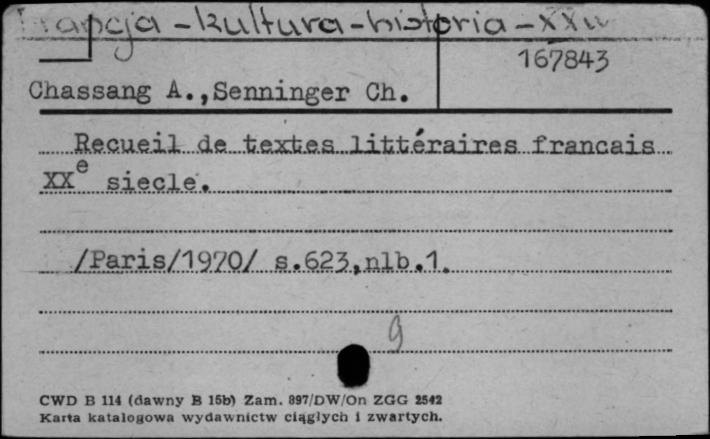 Francja - kultura - historia - XX w
167843
Chassang A.,Senninger Ch.
Recueil de textes littéraires francais
XXe siecle.
/Paris/1970/ s.623,nlb.1.
9
CWD B 114 (dawny B 15b) Zam. 897/DW/On ZGG 2542
Karta katalogowa wydawnictw ciągłych i zwartych.